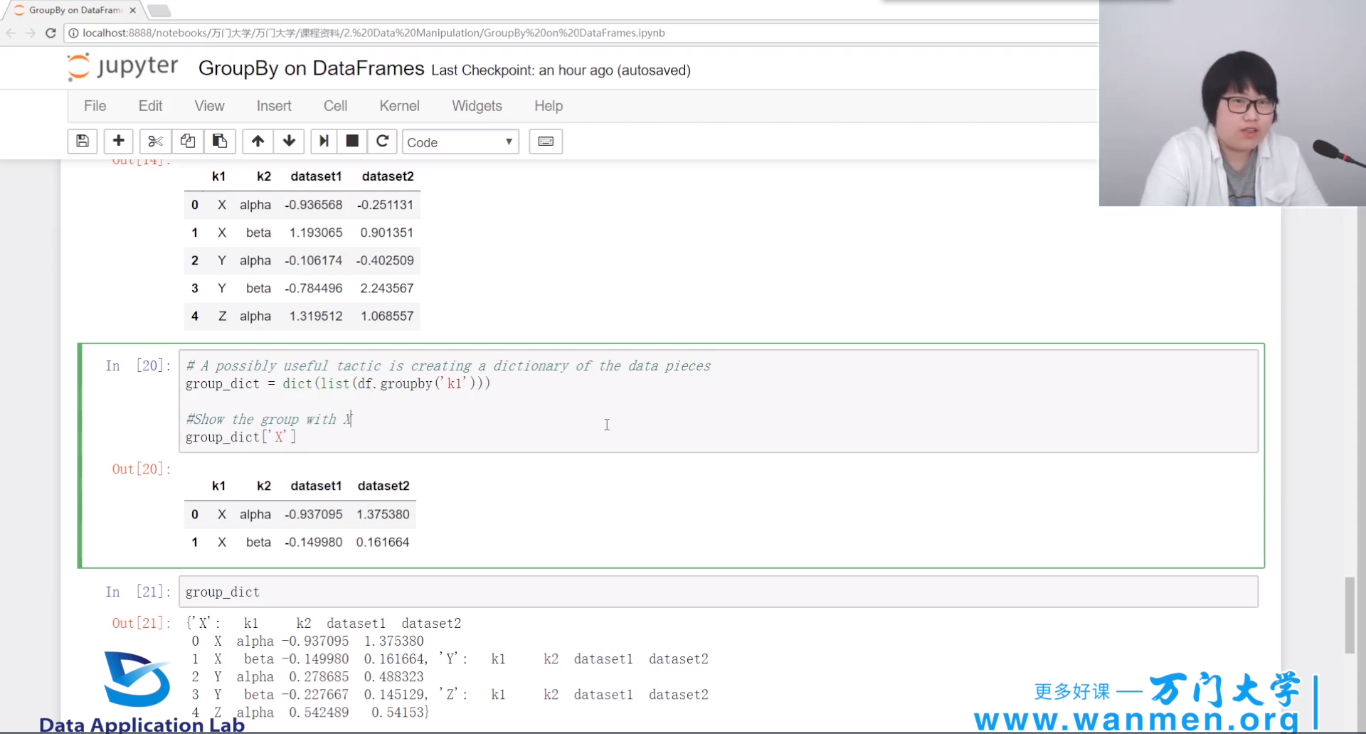 GroupBy on DataFram
localhost:8888/notebooks/万门大学/万门大学/课程资料/2.%20Data%20Manipulation/GroupBy%20on%20DataFrames.ipynb
jupyter GroupBy on DataFrames Last Checkpoint: an hour ago (autosaved)
File Edit View Insert Cell Kernel Widgets Help
Code
Out[14]:
k1 k2 dataset1 dataset2
0 X alpha -0.936568 -0.251131
1 X beta 1.193065 0.901351
2 Y alpha -0.106174 -0.402509
3 Y beta -0.784496 2.243567
4 Z alpha 1.319512 1.068557
In [20]: # A possibly useful tactic is creating a dictionary of the data pieces
group_dict = dict(list(df.groupby('k1')))
#Show the group with X
group_dict['X']
Out[20]:
k1 k2 dataset1 dataset2
0 X alpha -0.937095 1.375380
1 X beta -0.149980 0.161664
In [21]: group_dict
Out[21]: {'X': k1 k2 dataset1 dataset2
0 X alpha -0.937095 1.375380
1 X beta -0.149980 0.161664, 'Y': k1 k2 dataset1 dataset2
2 Y alpha 0.278685 0.488323
3 Y beta -0.227667 0.145129, 'Z': k1 k2 dataset1 dataset2
4 Z alpha 0.542489 0.54153}
Data Application Lab
更多好课 — 万门大学
www.wanmen.org